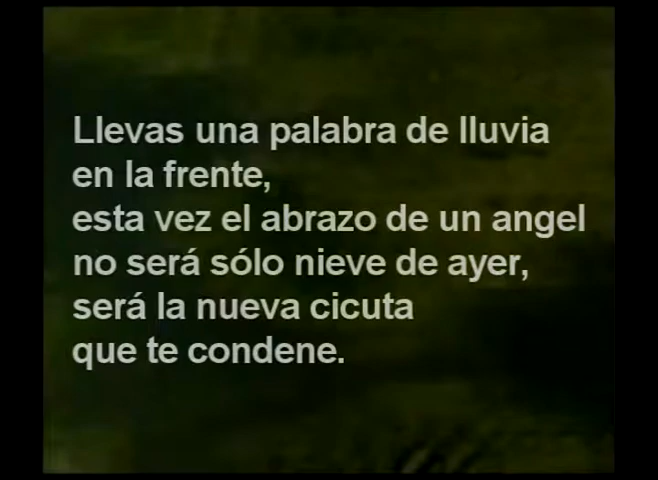 Llevas una palabra de lluvia
en la frente,
esta vez el abrazo de un angel
no será sólo nieve de ayer,
será la nueva cicuta
que te condene.